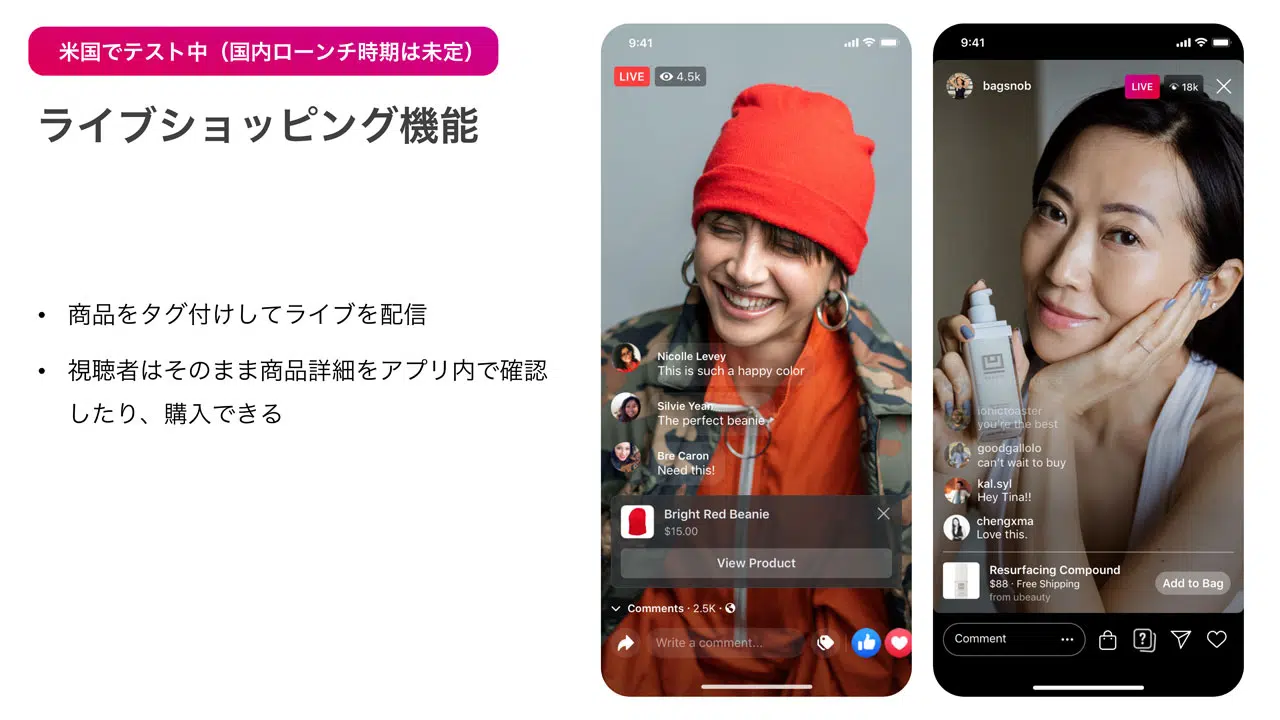 米国でテスト中（国内ローンチ時期は未定）
ライブショッピング機能
• 商品をタグ付けしてライブを配信
• 視聴者はそのまま商品詳細をアプリ内で確認
したり、購入できる
9:41
LIVE 4.5k
Nicolle Levey
This is such a happy color
Silvie Yean
The perfect beanie
Bre Caron
Need this!
Bright Red Beanie
$15.00
View Product
Comments · 2.5K ·
Write a comment...
9:41
bagsnob LIVE 18k
ionictoaster
you're the best
goodgallolo
can't wait to buy
kal.syl
Hey Tina!!
chengxma
Love this.
Resurfacing Compound
$88 · Free Shipping
from ubeauty
Add to Bag
Comment ...